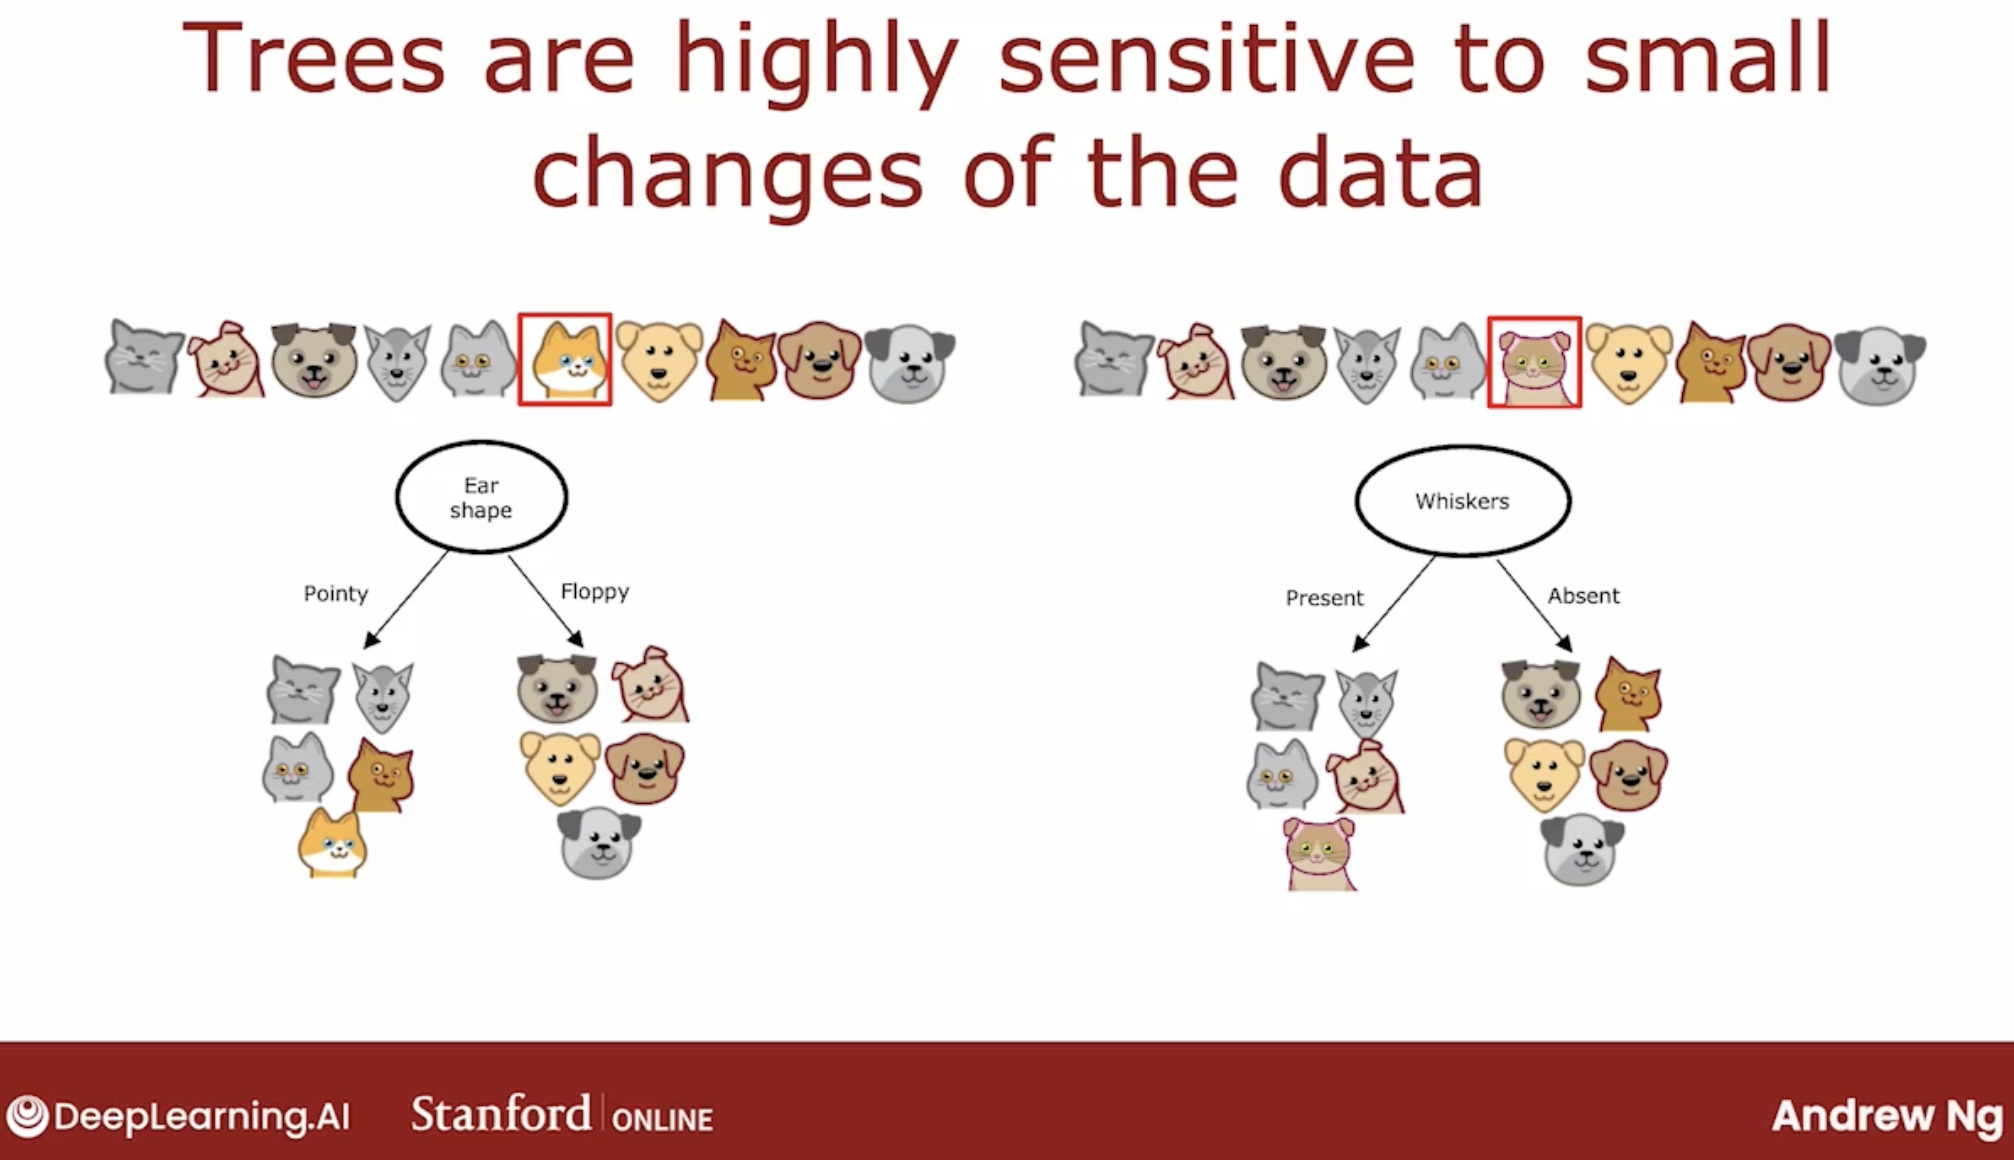 Trees are highly sensitive to small
changes of the data
Ear
shape
Pointy
Floppy
Whiskers
Present
Absent
DeepLearning.AI
Stanford ONLINE
Andrew Ng